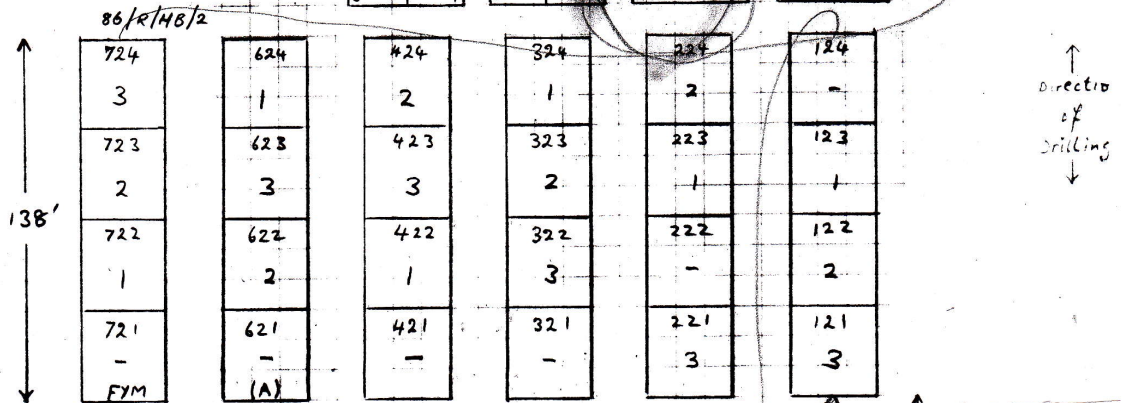 86/R/HB/2
724 624 424 324 224 124
3 1 2 1 2 -
723 623 423 323 223 123
2 3 3 2 1 1
138'
722 622 422 322 222 122
1 2 1 3 - 2
721 621 421 321 221 121
- - - - 3 3
FYM (A)
Directio
of
Drilling